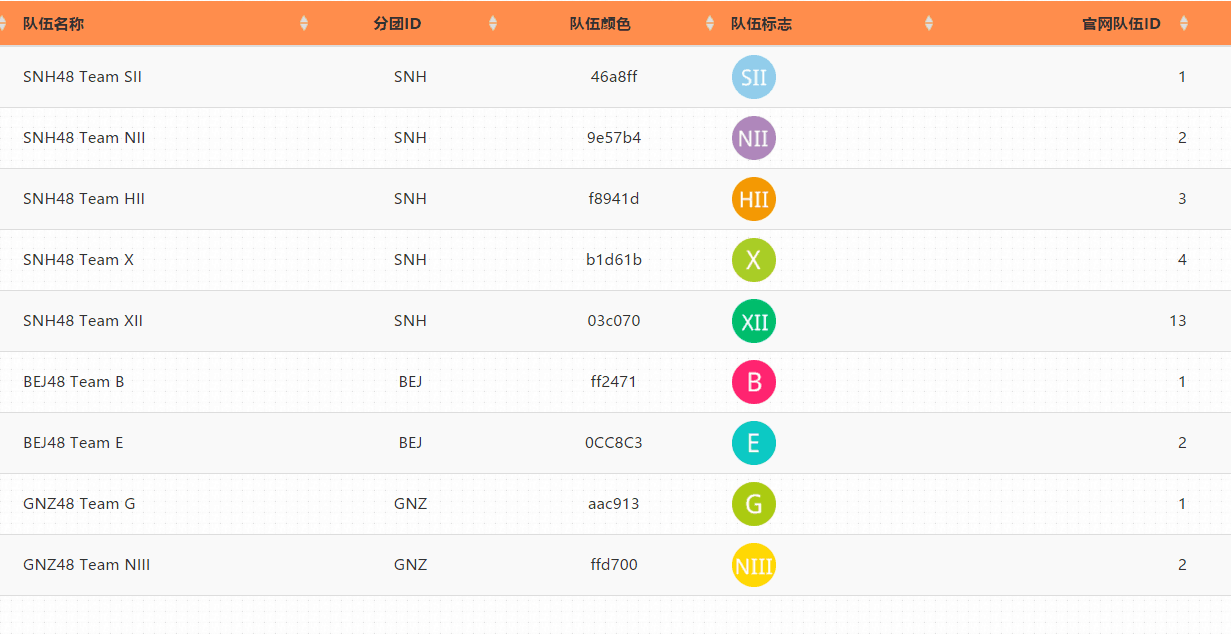 队伍名称 分团ID 队伍颜色 队伍标志 官网队伍ID
SNH48 Team SII SNH 46a8ff SII 1
SNH48 Team NII SNH 9e57b4 NII 2
SNH48 Team HII SNH f8941d HII 3
SNH48 Team X SNH b1d61b X 4
SNH48 Team XII SNH 03c070 XII 13
BEJ48 Team B BEJ ff2471 B 1
BEJ48 Team E BEJ 0CC8C3 E 2
GNZ48 Team G GNZ aac913 G 1
GNZ48 Team NIII GNZ ffd700 NIII 2